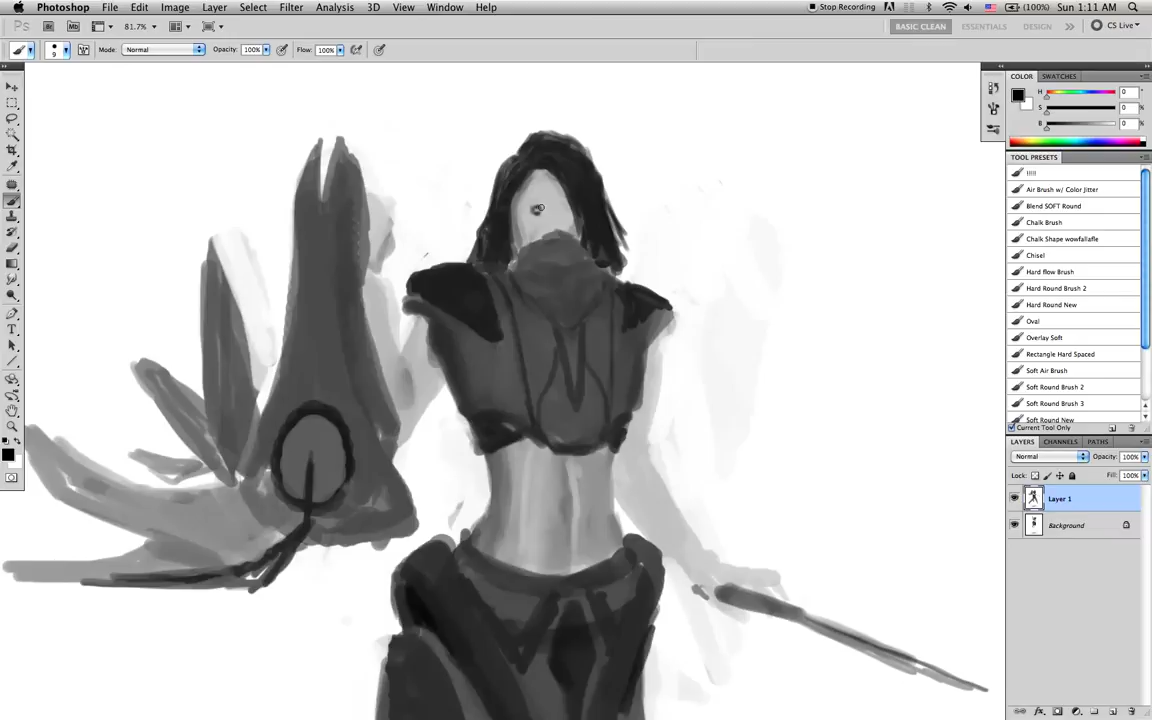 Photoshop File Edit Image Layer Select Filter Analysis 3D View Window Help Stop Recording (100%) Sun 1:11 AM
Ps Br Mb 81.7% BASIC CLEAN ESSENTIALS DESIGN CS Live
9 Mode: Normal Opacity: 100% Flow: 100%
COLOR SWATCHES
H 0 °
S 0 %
B 0 %
TOOL PRESETS
!!!!!
Air Brush w/ Color Jitter
Blend SOFT Round
Chalk Brush
Chalk Shape wowfallafle
Chisel
Hard flow Brush
Hard Round Brush 2
Hard Round New
Oval
Overlay Soft
Rectangle Hard Spaced
Soft Air Brush
Soft Round Brush 2
Soft Round Brush 3
Soft Round New
Current Tool Only
LAYERS CHANNELS PATHS
Normal Opacity: 100%
Lock: Fill: 100%
Layer 1
Background